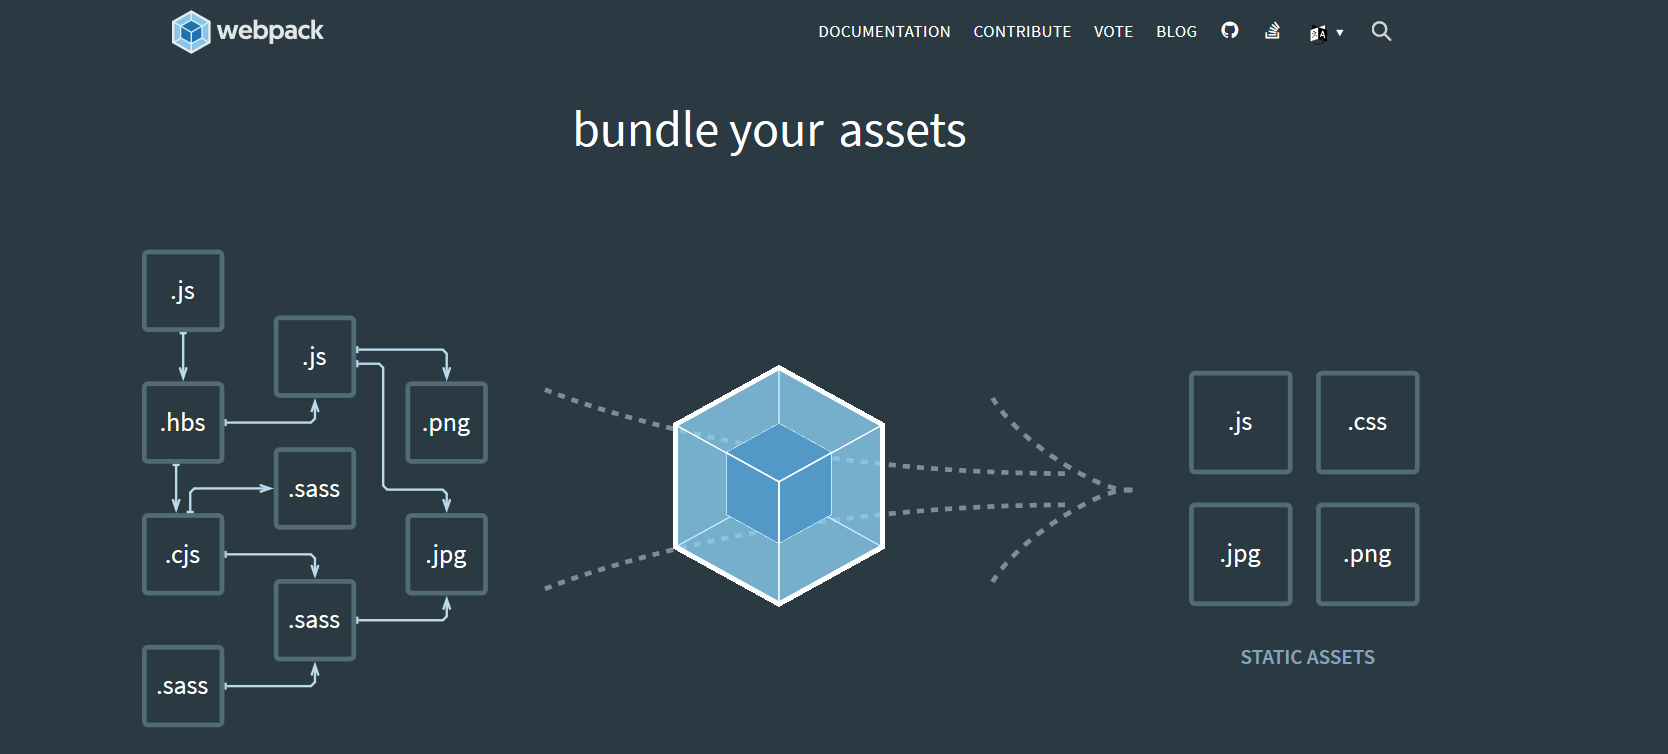 webpack
DOCUMENTATION CONTRIBUTE VOTE BLOG
bundle your assets
.js
.js
.hbs
.png
.sass
.cjs
.jpg
.sass
.sass
.js .css
.jpg .png
STATIC ASSETS